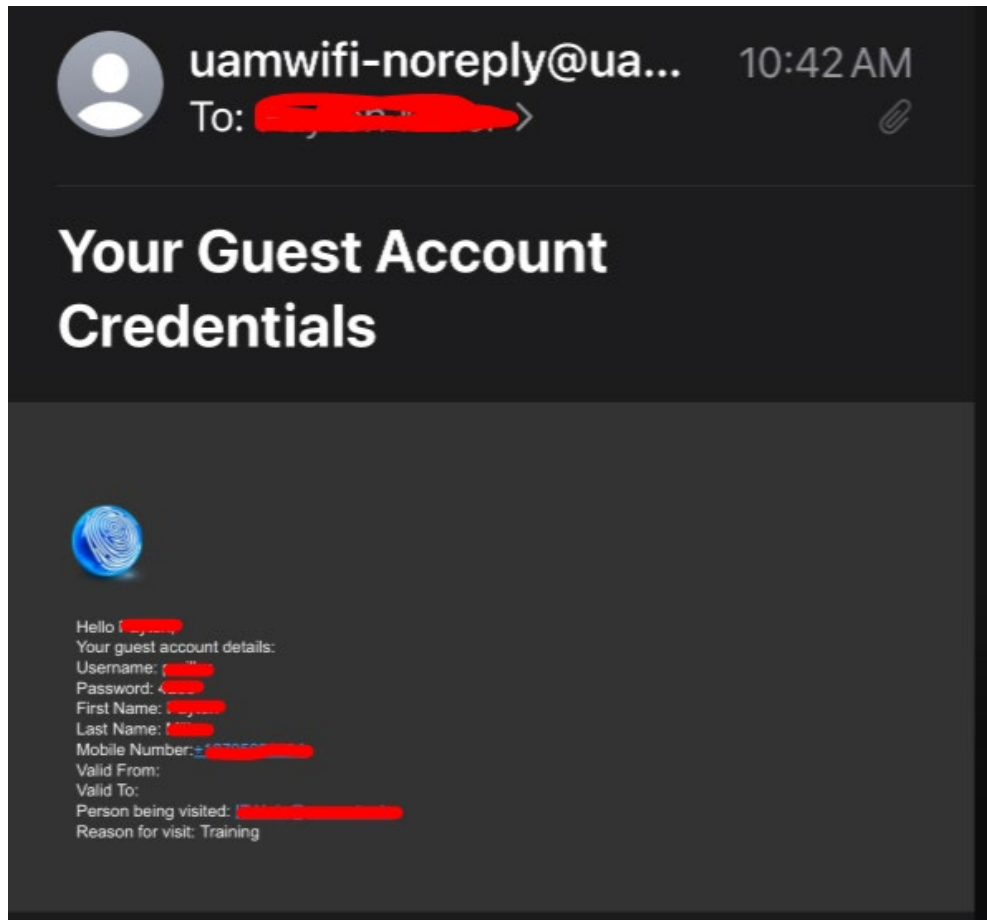 uamwifi-noreply@ua...
10:42 AM
To:
Your Guest Account
Credentials
Hello
Your guest account details:
Username:
Password:
First Name:
Last Name:
Mobile Number:
Valid From:
Valid To:
Person being visited:
Reason for visit: Training